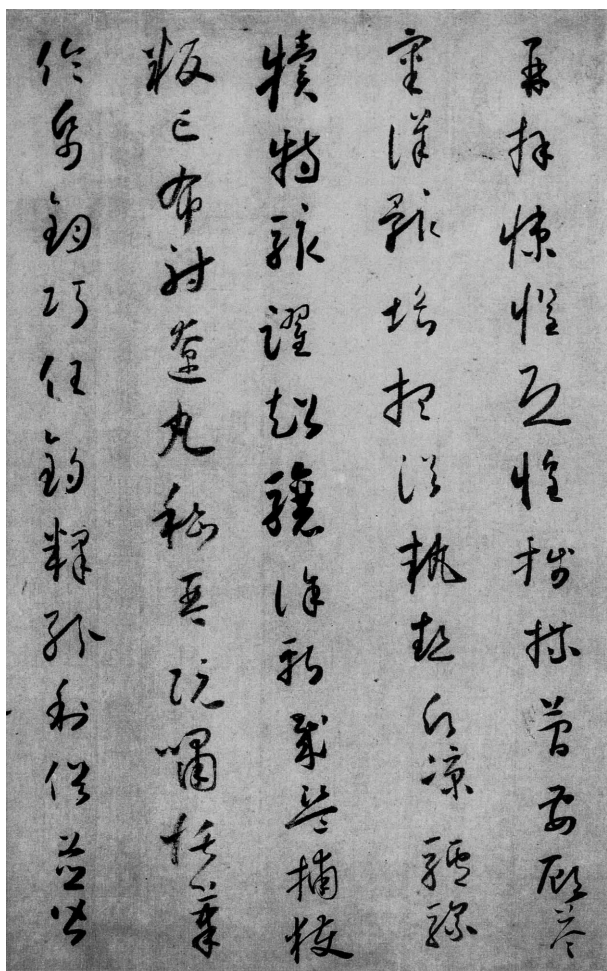 再拜悚懼恐惶牋牒簡要顧答
審詳骸垢想浴執熱願涼驢騾
犢特駭躍超驤誅斬賊盜捕獲
叛亡布射遼丸嵇琴阮嘯恬筆
倫紙鈞巧任釣釋紛利俗並皆